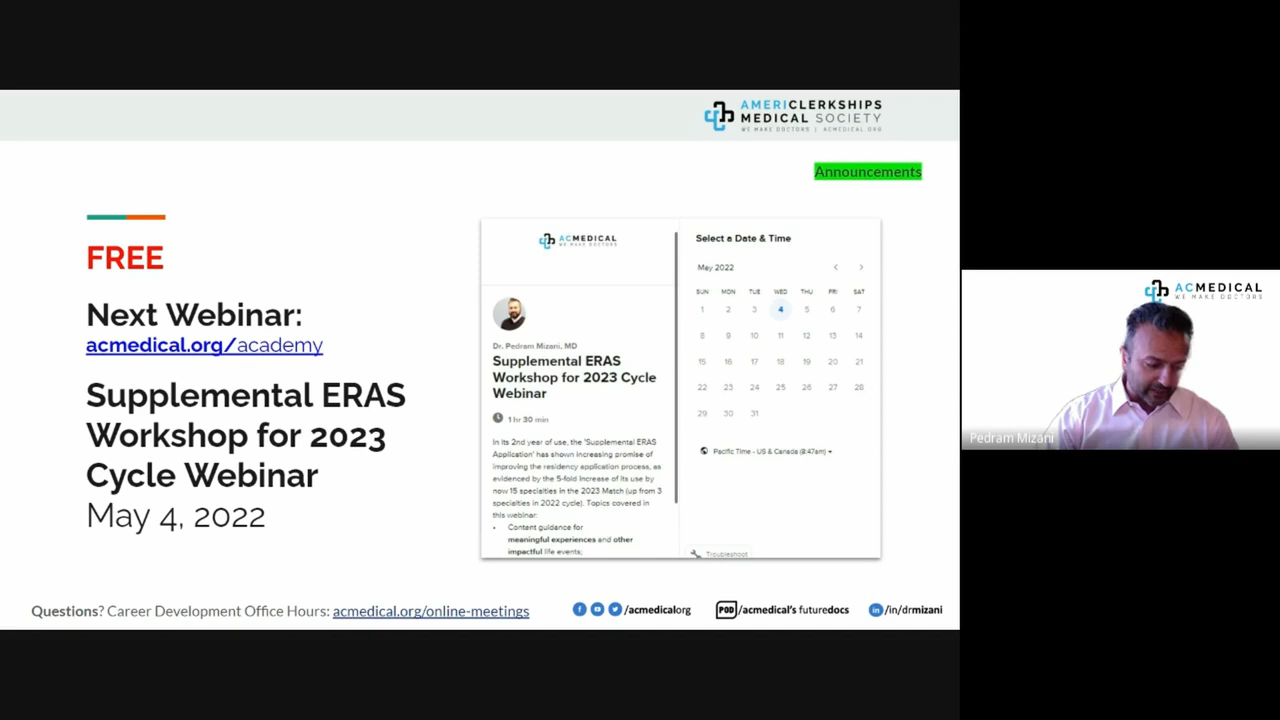 AMERICLERKSHIPS
MEDICAL SOCIETY
WE MAKE DOCTORS | ACMEDICAL.ORG
Announcements
FREE
Next Webinar:
acmedical.org/academy
Supplemental ERAS
Workshop for 2023
Cycle Webinar
May 4, 2022
ACMEDICAL
WE MAKE DOCTORS
Dr. Pedram Mizani, MD
Supplemental ERAS
Workshop for 2023 Cycle
Webinar
1 hr 30 min
In its 2nd year of use, the 'Supplemental ERAS
Application' has shown increasing promise of
improving the residency application process, as
evidenced by the 5-fold increase of its use by
now 15 specialties in the 2023 Match (up from 3
specialties in 2022 cycle). Topics covered in
this webinar:
• Content guidance for
meaningful experiences and other
impactful life events;
Select a Date & Time
May 2022
SUN MON TUE WED THU FRI SAT
1 2 3 4 5 6 7
8 9 10 11 12 13 14
15 16 17 18 19 20 21
22 23 24 25 26 27 28
29 30 31
Pacific Time - US & Canada (8:47am)
Troubleshoot
Questions? Career Development Office Hours: acmedical.org/online-meetings
/acmedicalorg
POD /acmedical's futuredocs
in /in/drmizani
ACMEDICAL
WE MAKE DOCTORS
Pedram Mizani